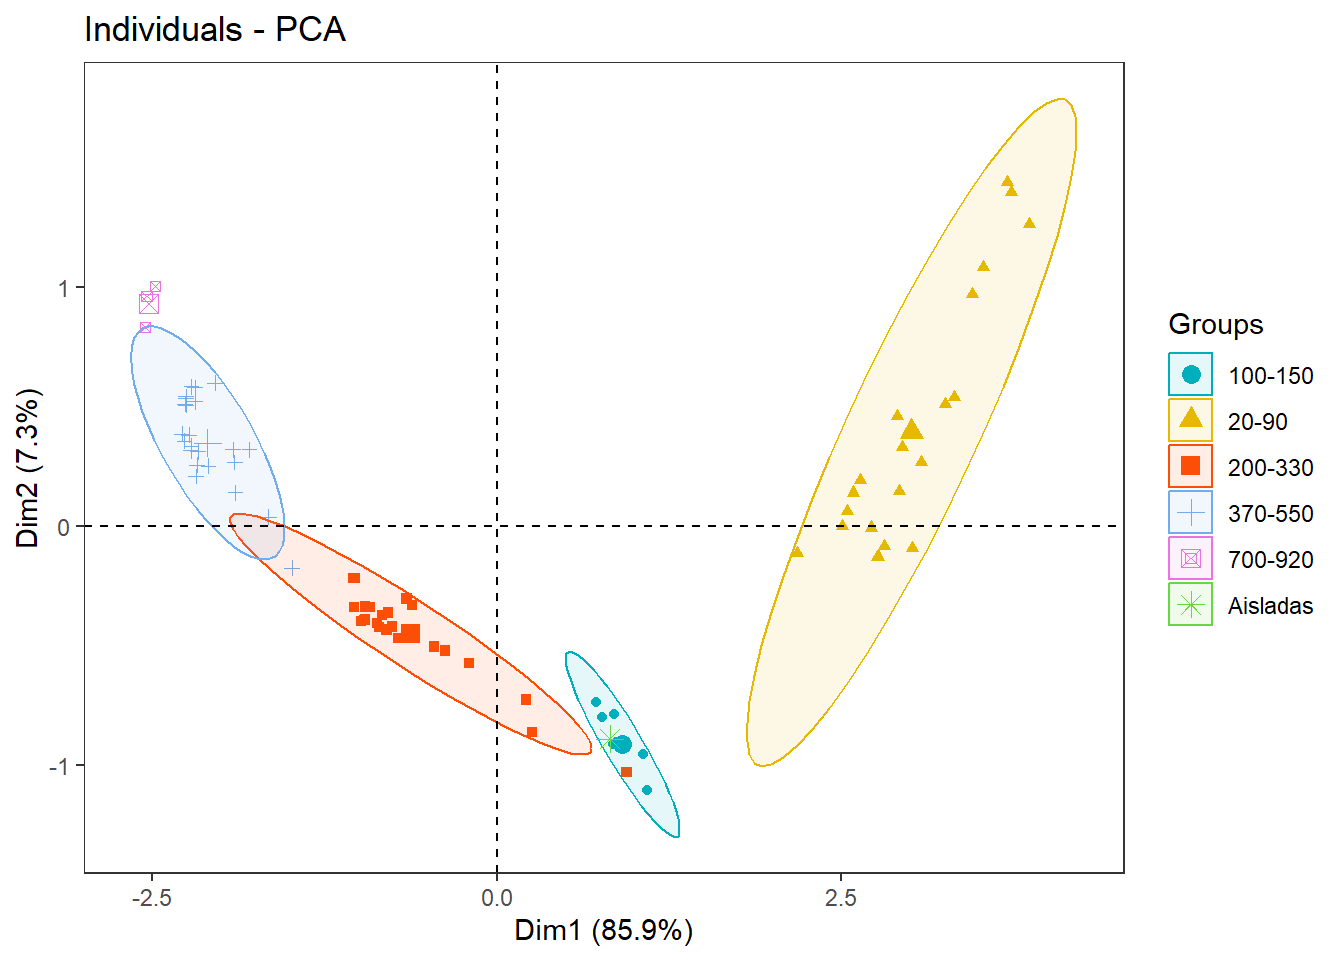 Individuals - PCA
Dim2 (7.3%)
1
0
-1
-2.5
0.0
2.5
Dim1 (85.9%)
Groups
100-150
20-90
200-330
370-550
700-920
Aisladas